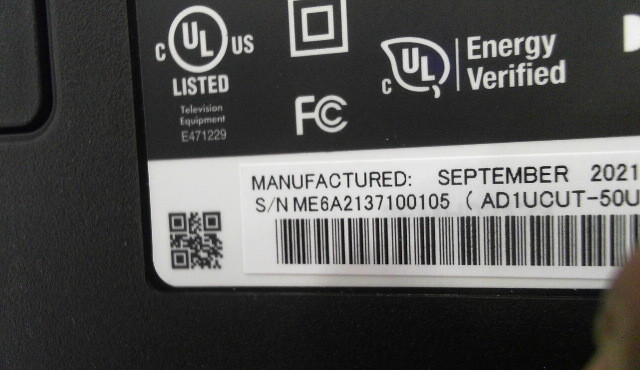 C UL US
LISTED
Television
Equipment
E471229
FC
C UL Energy
Verified
MANUFACTURED: SEPTEMBER 2021
S/N ME6A2137100105 ( AD1UCUT-50U